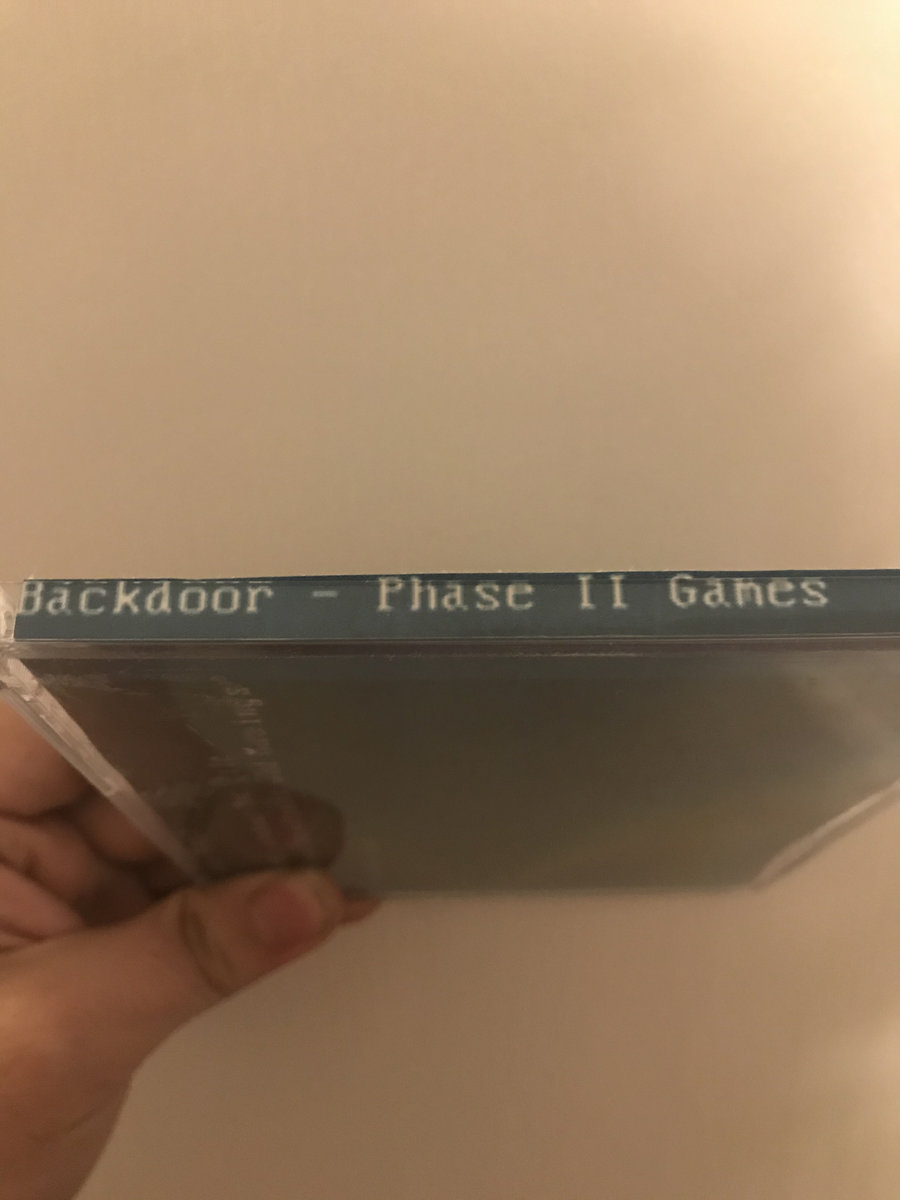 Backdoor - Phase II Games